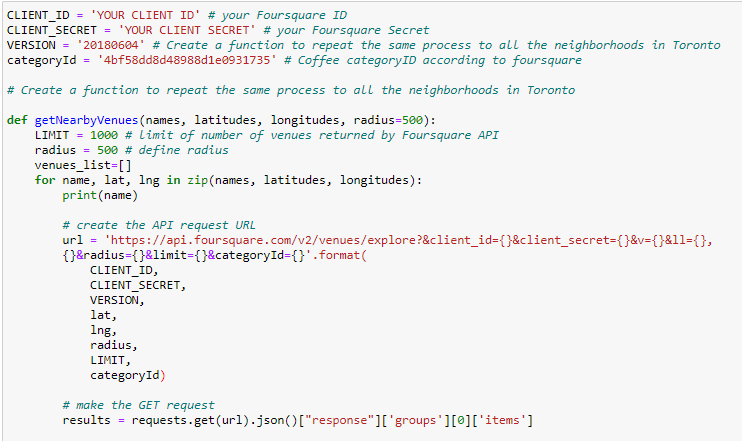 CLIENT_ID = 'YOUR CLIENT ID' # your Foursquare ID
CLIENT_SECRET = 'YOUR CLIENT SECRET' # your Foursquare Secret
VERSION = '20180604' # Create a function to repeat the same process to all the neighborhoods in Toronto
categoryId = '4bf58dd8d48988d1e0931735' # Coffee categoryID according to foursquare

# Create a function to repeat the same process to all the neighborhoods in Toronto

def getNearbyVenues(names, latitudes, longitudes, radius=500):
    LIMIT = 1000 # limit of number of venues returned by Foursquare API
    radius = 500 # define radius
    venues_list=[]
    for name, lat, lng in zip(names, latitudes, longitudes):
        print(name)

        # create the API request URL
        url = 'https://api.foursquare.com/v2/venues/explore?&client_id={}&client_secret={}&v={}&ll={},
        {}&radius={}&limit={}&categoryId={}'.format(
            CLIENT_ID,
            CLIENT_SECRET,
            VERSION,
            lat,
            lng,
            radius,
            LIMIT,
            categoryId)

        # make the GET request
        results = requests.get(url).json()["response"]['groups'][0]['items']